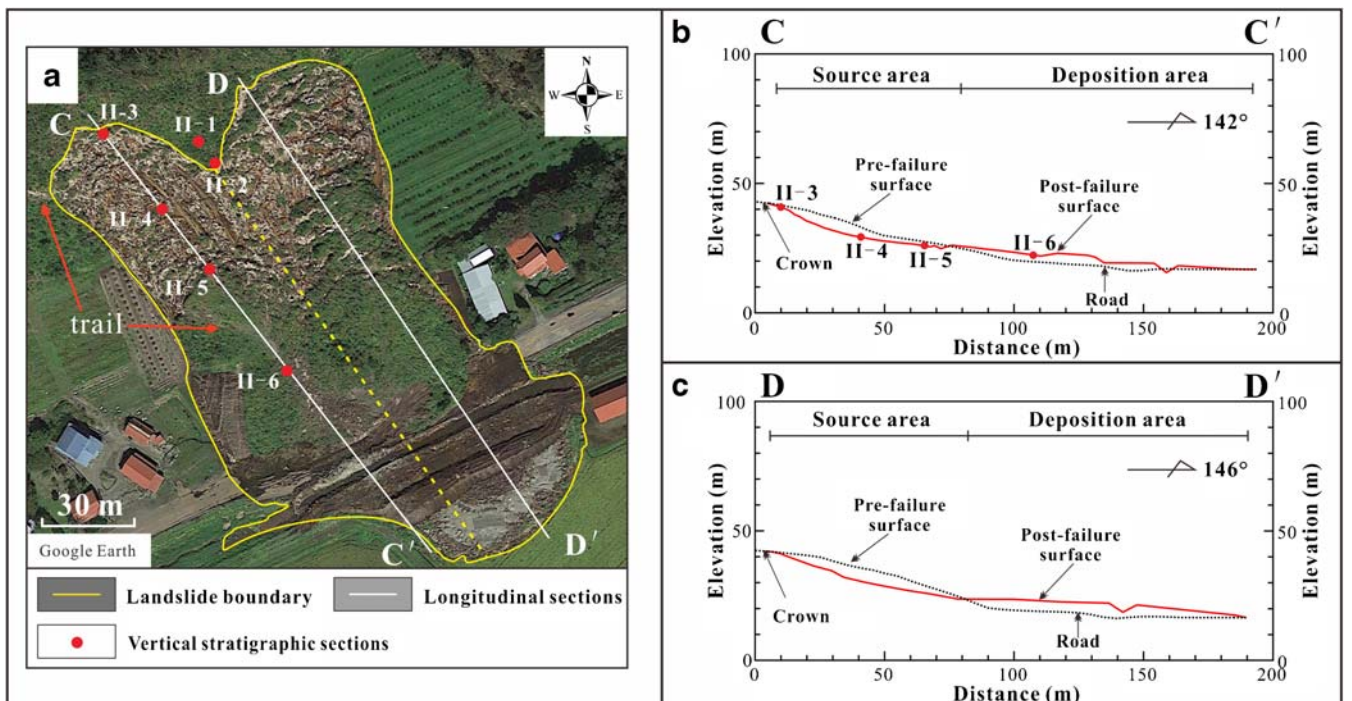 a
N
W E
S
D
C
II-3
II-1
II-2
II-4
II-5
trail
II-6
30 m
Google Earth
C'
D'
Landslide boundary
Longitudinal sections
Vertical stratigraphic sections
b
C
C'
Source area
Deposition area
142°
Pre-failure
surface
Post-failure
surface
II-3
II-4
II-5
II-6
Crown
Road
Elevation (m)
100
50
0
Elevation (m)
100
50
0
0 50 100 150 200
Distance (m)
c
D
D'
Source area
Deposition area
146°
Pre-failure
surface
Post-failure
surface
Crown
Road
Elevation (m)
100
50
0
Elevation (m)
100
50
0
0 50 100 150 200
Distance (m)